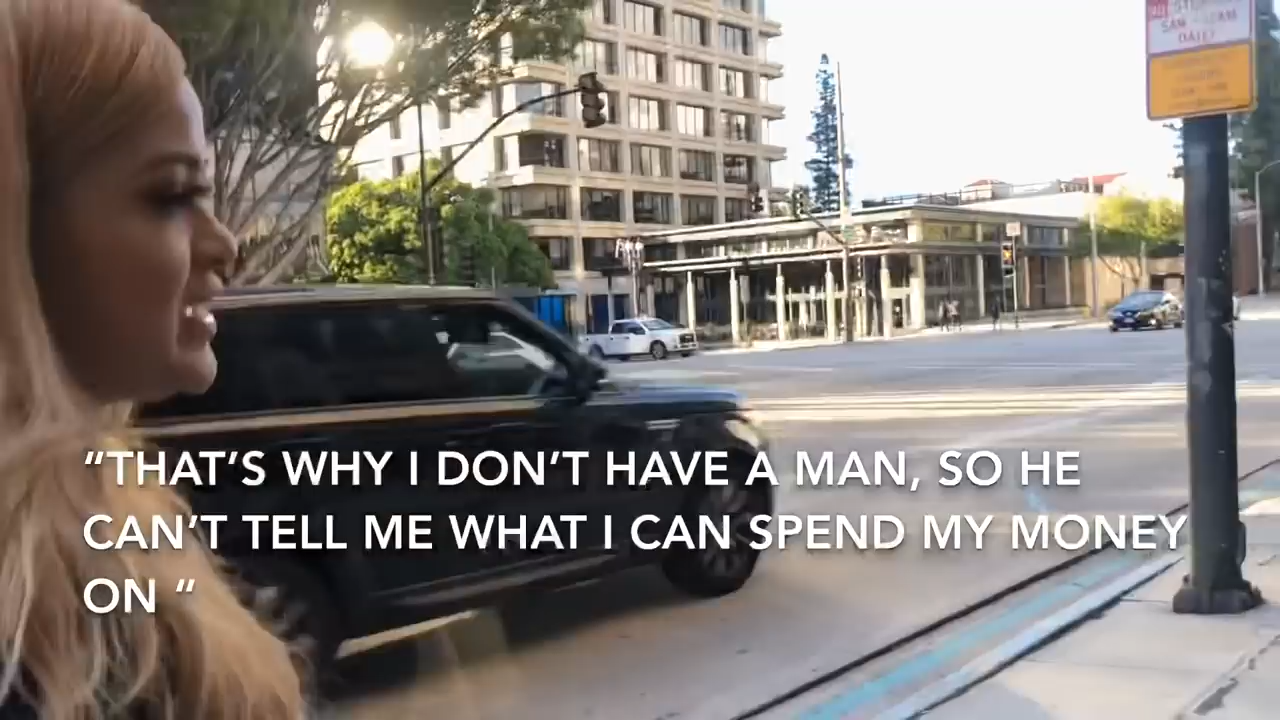 “THAT’S WHY I DON’T HAVE A MAN, SO HE
CAN’T TELL ME WHAT I CAN SPEND MY MONEY
ON “